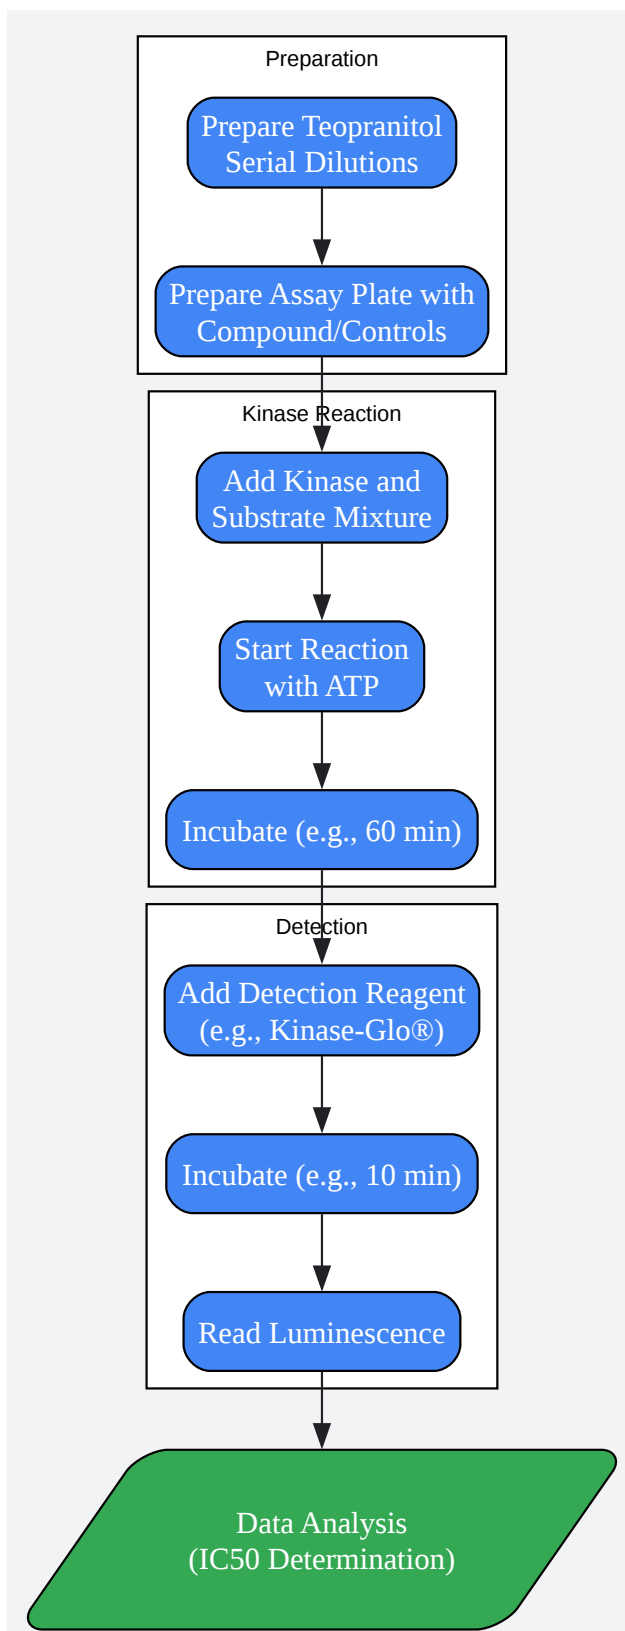 Preparation
Prepare Teopranitol
Serial Dilutions
Prepare Assay Plate with
Compound/Controls
Kinase Reaction
Add Kinase and
Substrate Mixture
Start Reaction
with ATP
Incubate (e.g., 60 min)
Detection
Add Detection Reagent
(e.g., Kinase-Glo®)
Incubate (e.g., 10 min)
Read Luminescence
Data Analysis
(IC50 Determination)